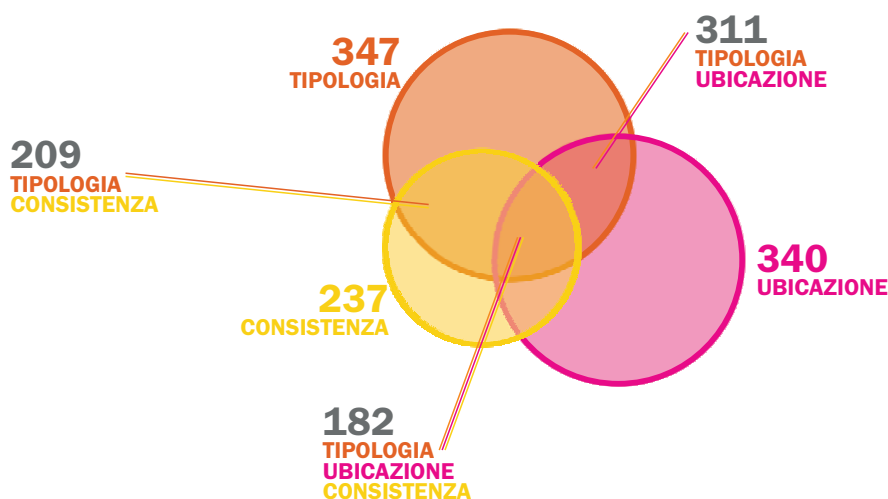 347
TIPOLOGIA
311
TIPOLOGIA
UBICAZIONE
209
TIPOLOGIA
CONSISTENZA
340
UBICAZIONE
237
CONSISTENZA
182
TIPOLOGIA
UBICAZIONE
CONSISTENZA